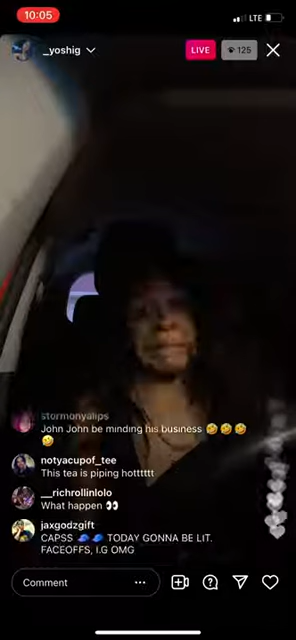 10:05
LTE
_yoshig
LIVE
125
stormonyalips
John John be minding his business 🤣🤣🤣
🤣
notyacupof_tee
This tea is piping hotttttt
__richrollinlolo
What happen 👀
jaxgodzgift
CAPSS 🧢🧢 TODAY GONNA BE LIT.
FACEOFFS, I.G OMG
Comment